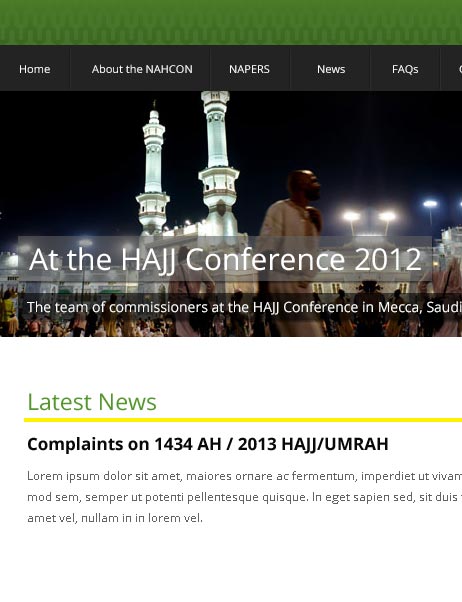 Home About the NAHCON NAPERS News FAQs
At the HAJJ Conference 2012
The team of commissioners at the HAJJ Conference in Mecca, Saudi
Latest News
Complaints on 1434 AH / 2013 HAJJ/UMRAH
Lorem ipsum dolor sit amet, maiores ornare ac fermentum, imperdiet ut vivam
mod sem, semper ut potenti pellentesque quisque. In eget sapien sed, sit duis
amet vel, nullam in in lorem vel.